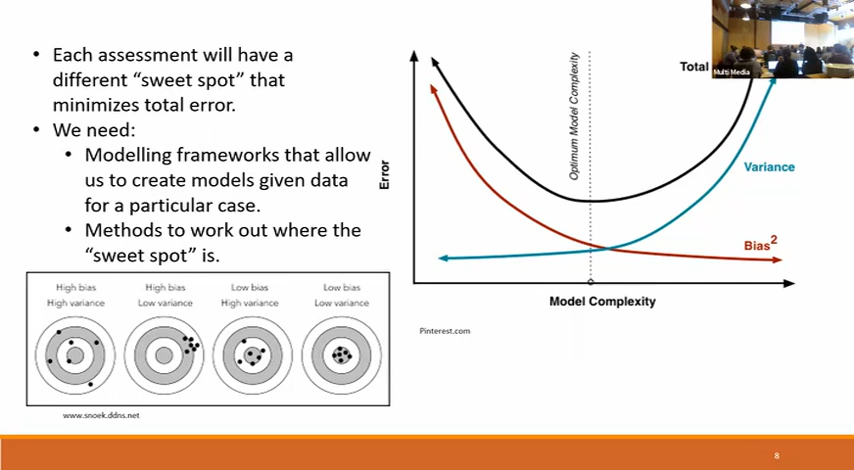 • Each assessment will have a
different “sweet spot” that
minimizes total error.
• We need:
• Modelling frameworks that allow
us to create models given data
for a particular case.
• Methods to work out where the
“sweet spot” is.
High bias
High variance
High bias
Low variance
Low bias
High variance
Low bias
Low variance
www.snoek.ddns.net
Error
Optimum Model Complexity
Total
Multi Media
Variance
Bias²
Model Complexity
Pinterest.com
8